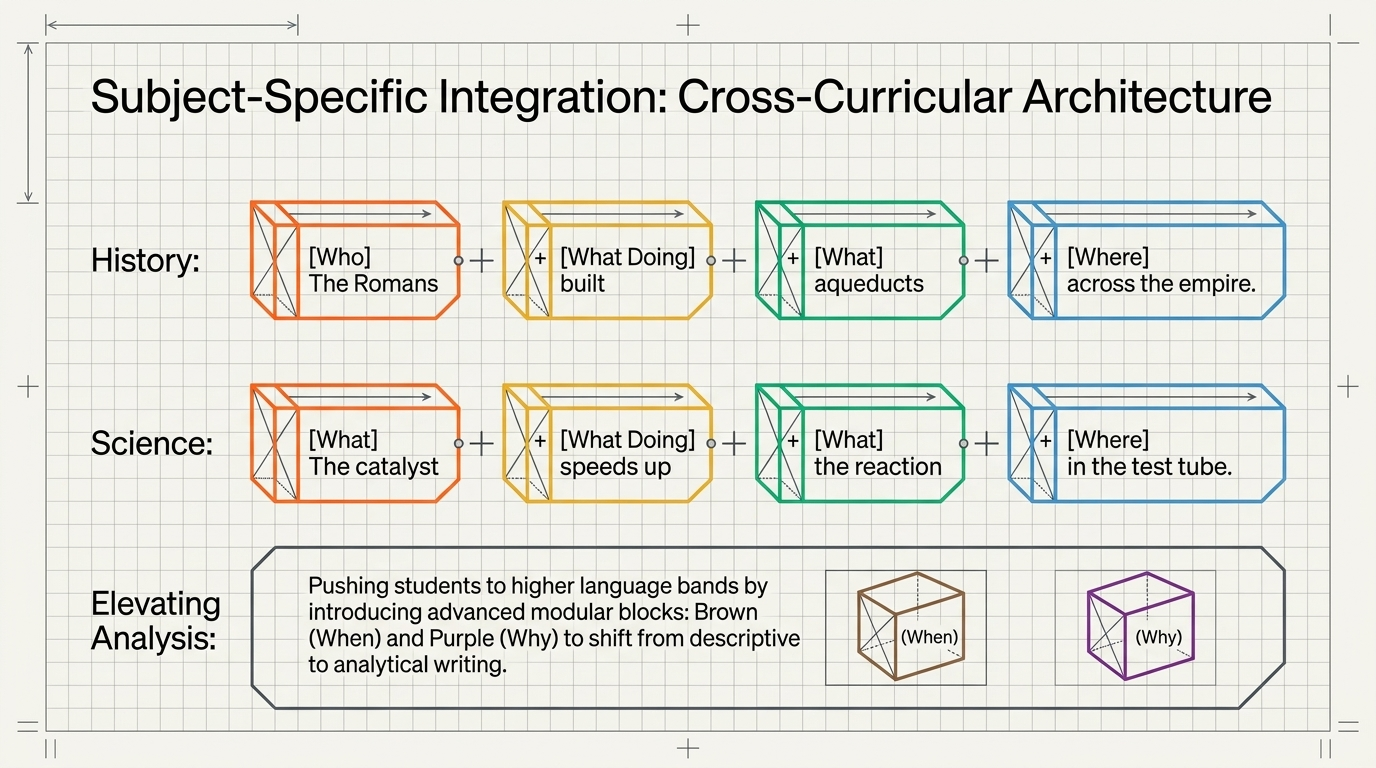 Subject-Specific Integration: Cross-Curricular Architecture
History:
[Who]
The Romans
+
+ [What Doing]
built
+
+ [What]
aqueducts
+
+ [Where]
across the empire.
Science:
[What]
The catalyst
+
+ [What Doing]
speeds up
+
+ [What]
the reaction
+
+ [Where]
in the test tube.
Elevating
Analysis:
Pushing students to higher language bands by
introducing advanced modular blocks: Brown
(When) and Purple (Why) to shift from descriptive
to analytical writing.
(When)
(Why)